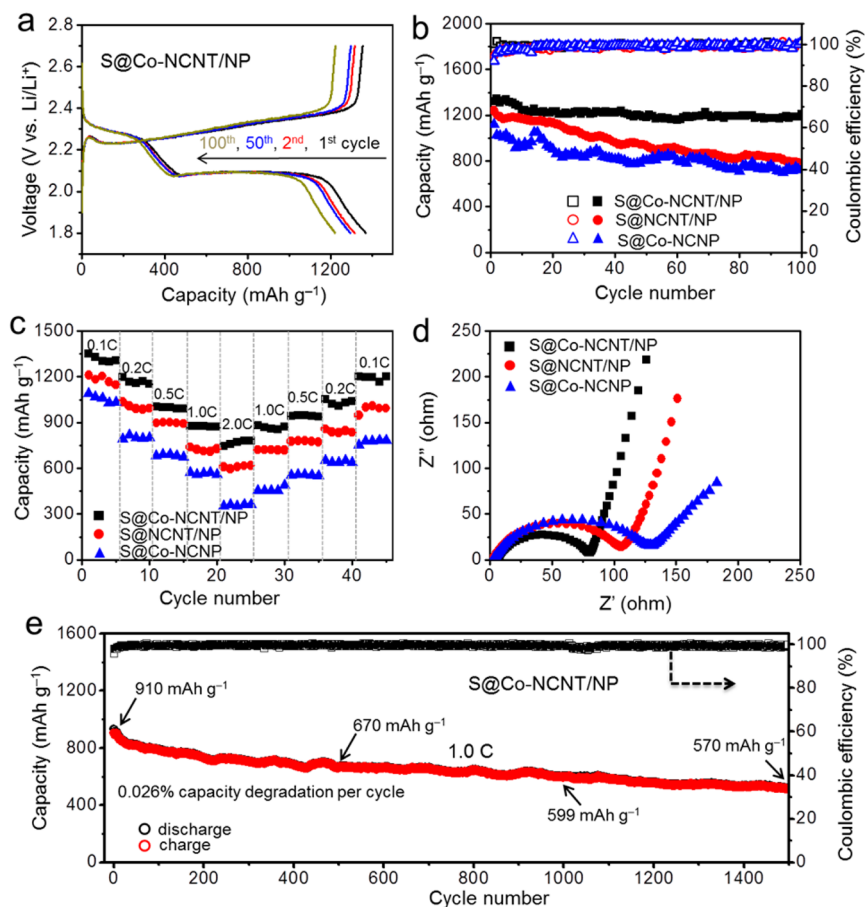 a
S@Co-NCNT/NP
100th, 50th, 2nd, 1st cycle
Voltage (V vs. Li/Li+)
2.8
2.6
2.4
2.2
2.0
1.8
0 400 800 1200
Capacity (mAh g–1)
b
Capacity (mAh g–1)
2000
1600
1200
800
400
0
S@Co-NCNT/NP
S@NCNT/NP
S@Co-NCNP
0 20 40 60 80 100
Cycle number
100
80
60
40
20
0
Coulombic efficiency (%)
c
Capacity (mAh g–1)
1500
1200
900
600
300
0
0.1C
0.2C
0.5C
1.0C
2.0C
1.0C
0.5C
0.2C
0.1C
S@Co-NCNT/NP
S@NCNT/NP
S@Co-NCNP
0 10 20 30 40
Cycle number
d
Z'' (ohm)
250
200
150
100
50
0
S@Co-NCNT/NP
S@NCNT/NP
S@Co-NCNP
0 50 100 150 200 250
Z' (ohm)
e
Capacity (mAh g–1)
1600
1200
800
400
0
S@Co-NCNT/NP
910 mAh g–1
670 mAh g–1
1.0 C
570 mAh g–1
0.026% capacity degradation per cycle
599 mAh g–1
discharge
charge
0 200 400 600 800 1000 1200 1400
Cycle number
100
80
60
40
20
0
Coulombic efficiency (%)